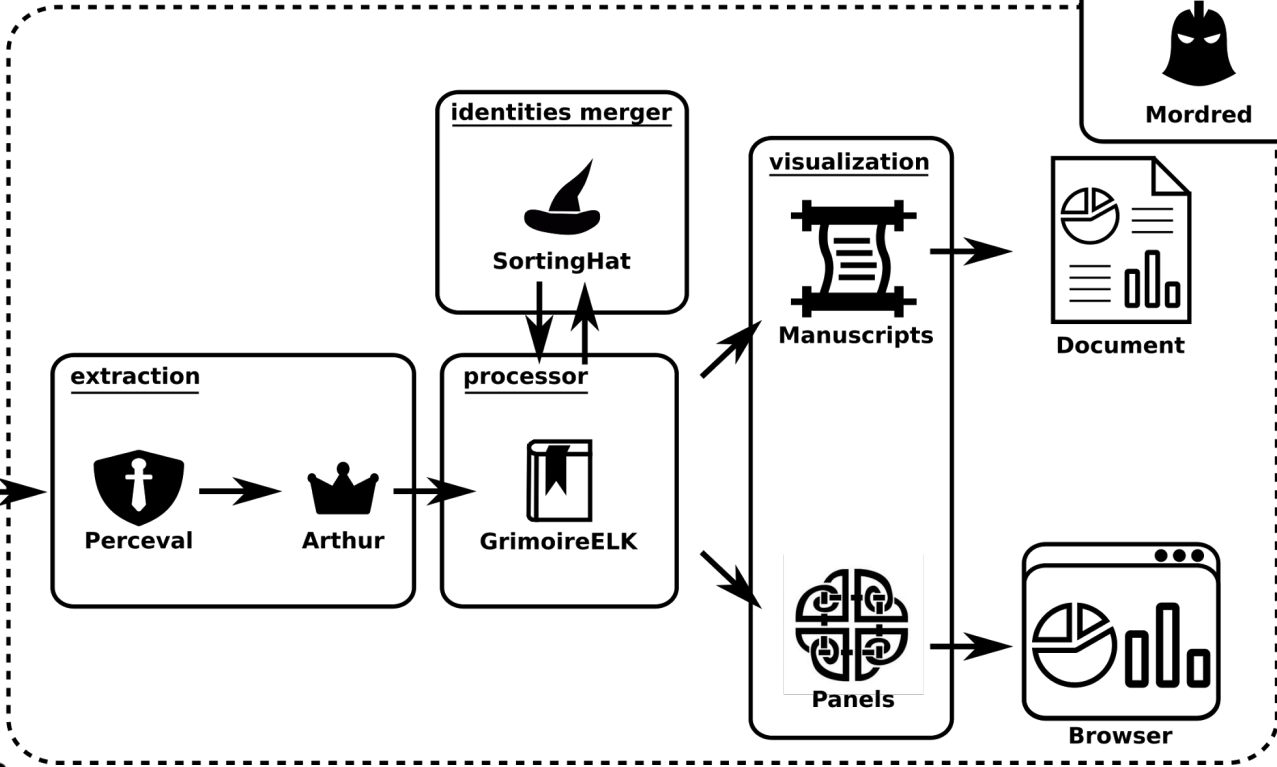 Mordred
identities merger
SortingHat
visualization
Manuscripts
Document
extraction
Perceval
Arthur
processor
GrimoireELK
Panels
Browser